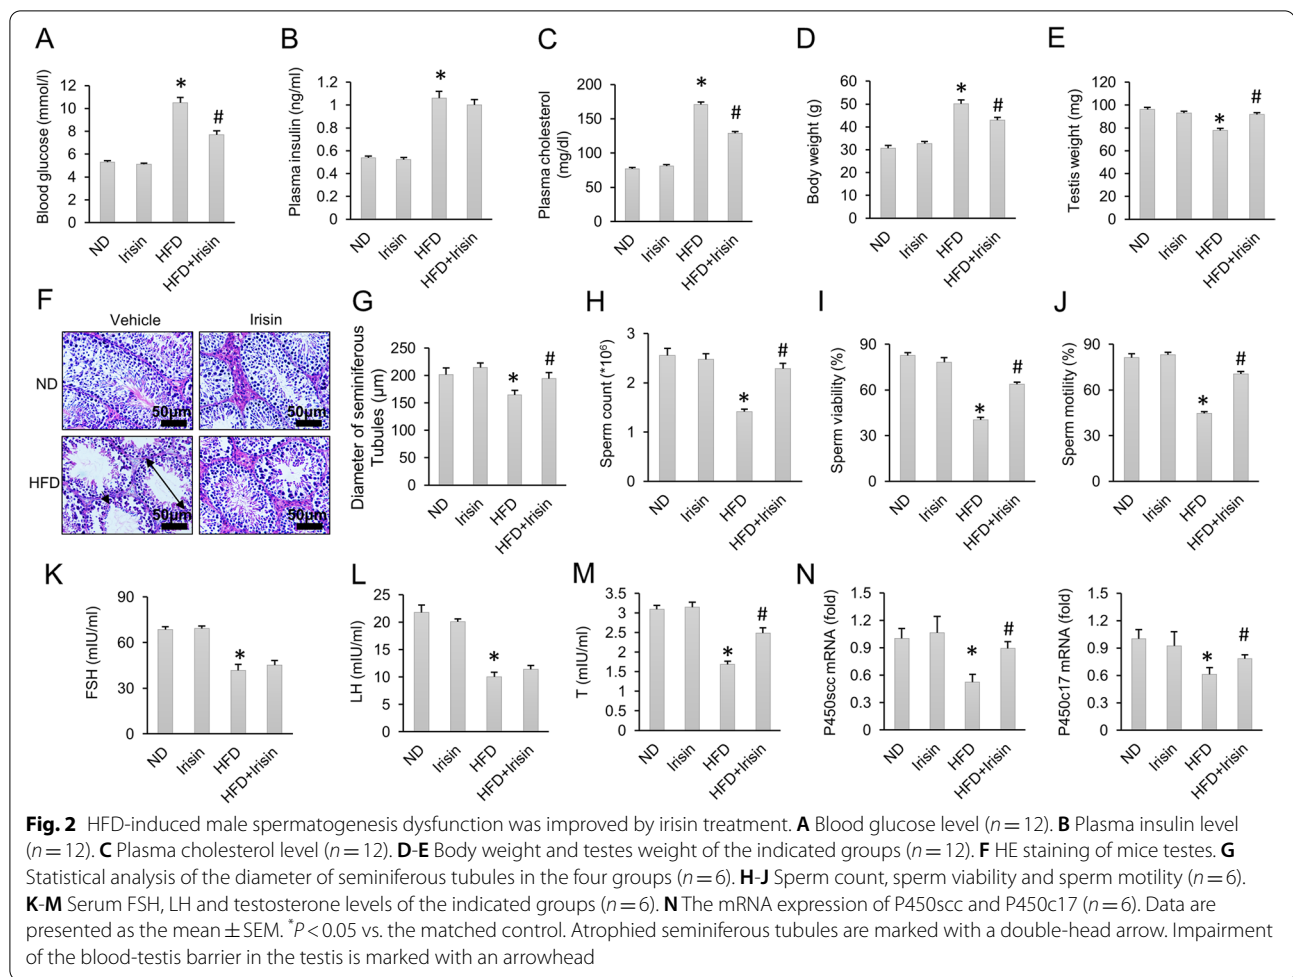 A
B
C
D
E
Blood glucose (mmol/l)
12
10
8
6
4
2
0
*
#
ND
Irisin
HFD
HFD+Irisin
Plasma insulin (ng/ml)
1.2
1
0.8
0.6
0.4
0.2
0
*
ND
Irisin
HFD
HFD+Irisin
Plasma cholesterol
(mg/dl)
200
150
100
50
0
*
#
ND
Irisin
HFD
HFD+Irisin
Body weight (g)
60
50
40
30
20
10
0
*
#
ND
Irisin
HFD
HFD+Irisin
Testis weight (mg)
120
100
80
60
40
20
0
*
#
ND
Irisin
HFD
HFD+Irisin
F
G
H
I
J
Vehicle
Irisin
ND
50μm
50μm
HFD
50μm
50μm
Diameter of seminiferous
Tubules (μm)
250
200
150
100
50
0
*
#
ND
Irisin
HFD
HFD+Irisin
Sperm count (*10⁶)
3
2
1
0
*
#
ND
Irisin
HFD
HFD+Irisin
Sperm viability (%)
90
60
30
0
*
#
ND
Irisin
HFD
HFD+Irisin
Sperm motility (%)
90
60
30
0
*
#
ND
Irisin
HFD
HFD+Irisin
K
L
M
N
FSH (mIU/ml)
90
60
30
0
*
ND
Irisin
HFD
HFD+Irisin
LH (mIU/ml)
25
20
15
10
5
0
*
ND
Irisin
HFD
HFD+Irisin
T (mIU/ml)
3.5
3
2.5
2
1.5
1
0.5
0
*
#
ND
Irisin
HFD
HFD+Irisin
P450scc mRNA (fold)
1.5
1.2
0.9
0.6
0.3
0
*
#
ND
Irisin
HFD
HFD+Irisin
P450c17 mRNA (fold)
1.5
1.2
0.9
0.6
0.3
0
*
#
ND
Irisin
HFD
HFD+Irisin
Fig. 2 HFD-induced male spermatogenesis dysfunction was improved by irisin treatment. A Blood glucose level (n = 12). B Plasma insulin level
(n = 12). C Plasma cholesterol level (n = 12). D-E Body weight and testes weight of the indicated groups (n = 12). F HE staining of mice testes. G
Statistical analysis of the diameter of seminiferous tubules in the four groups (n = 6). H-J Sperm count, sperm viability and sperm motility (n = 6).
K-M Serum FSH, LH and testosterone levels of the indicated groups (n = 6). N The mRNA expression of P450scc and P450c17 (n = 6). Data are
presented as the mean ± SEM. *P < 0.05 vs. the matched control. Atrophied seminiferous tubules are marked with a double-head arrow. Impairment
of the blood-testis barrier in the testis is marked with an arrowhead